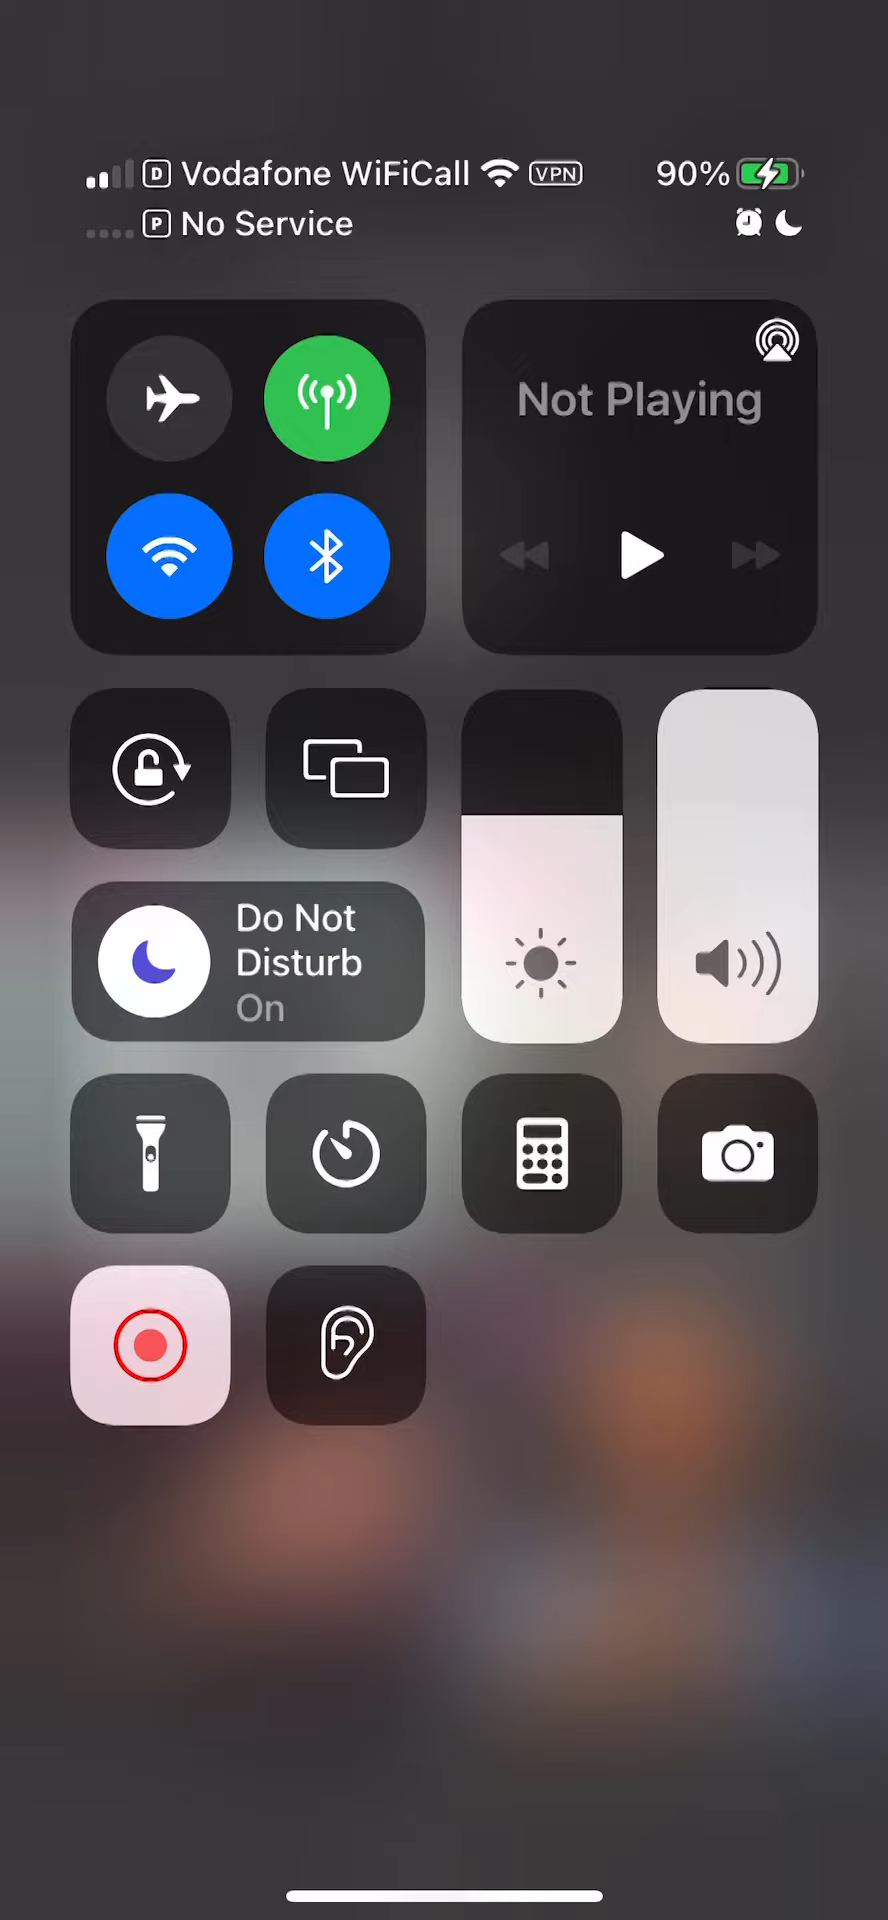 D Vodafone WiFiCall VPN 90%
P No Service
Not Playing
Do Not
Disturb
On